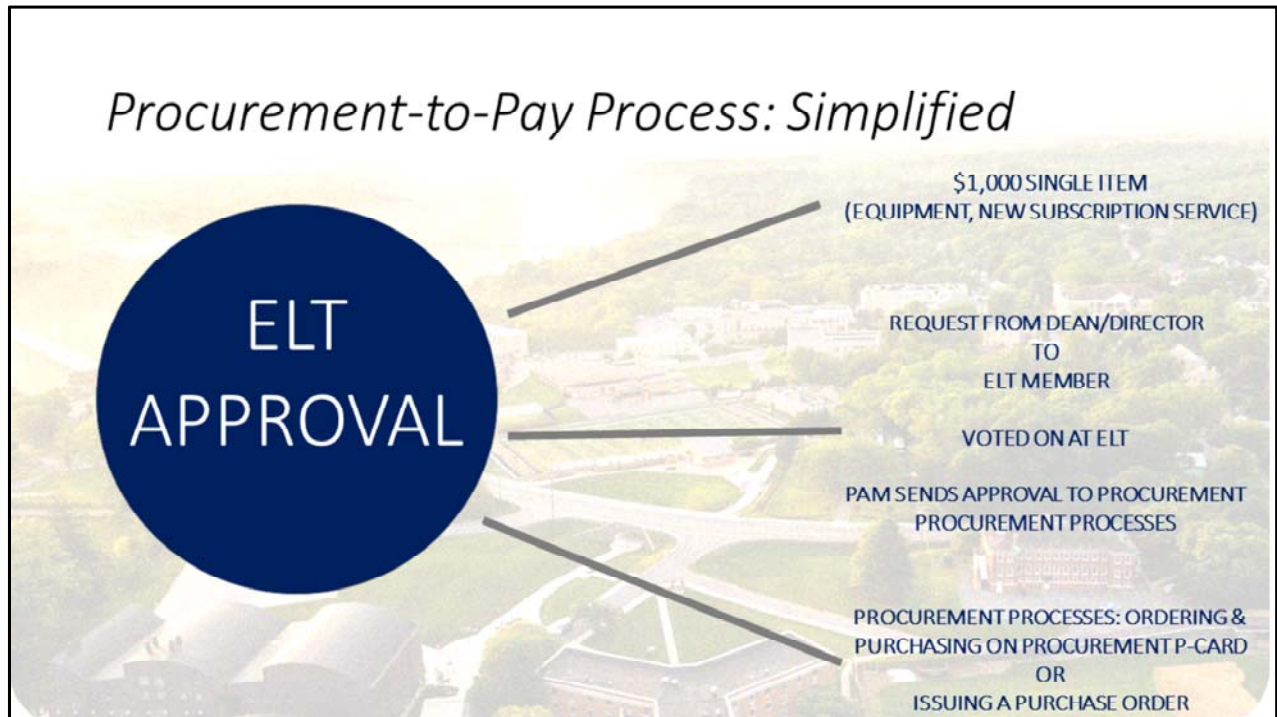 Procurement-to-Pay Process: Simplified
ELT
APPROVAL
$1,000 SINGLE ITEM
(EQUIPMENT, NEW SUBSCRIPTION SERVICE)
REQUEST FROM DEAN/DIRECTOR
TO
ELT MEMBER
VOTED ON AT ELT
PAM SENDS APPROVAL TO PROCUREMENT
PROCUREMENT PROCESSES
PROCUREMENT PROCESSES: ORDERING &
PURCHASING ON PROCUREMENT P-CARD
OR
ISSUING A PURCHASE ORDER